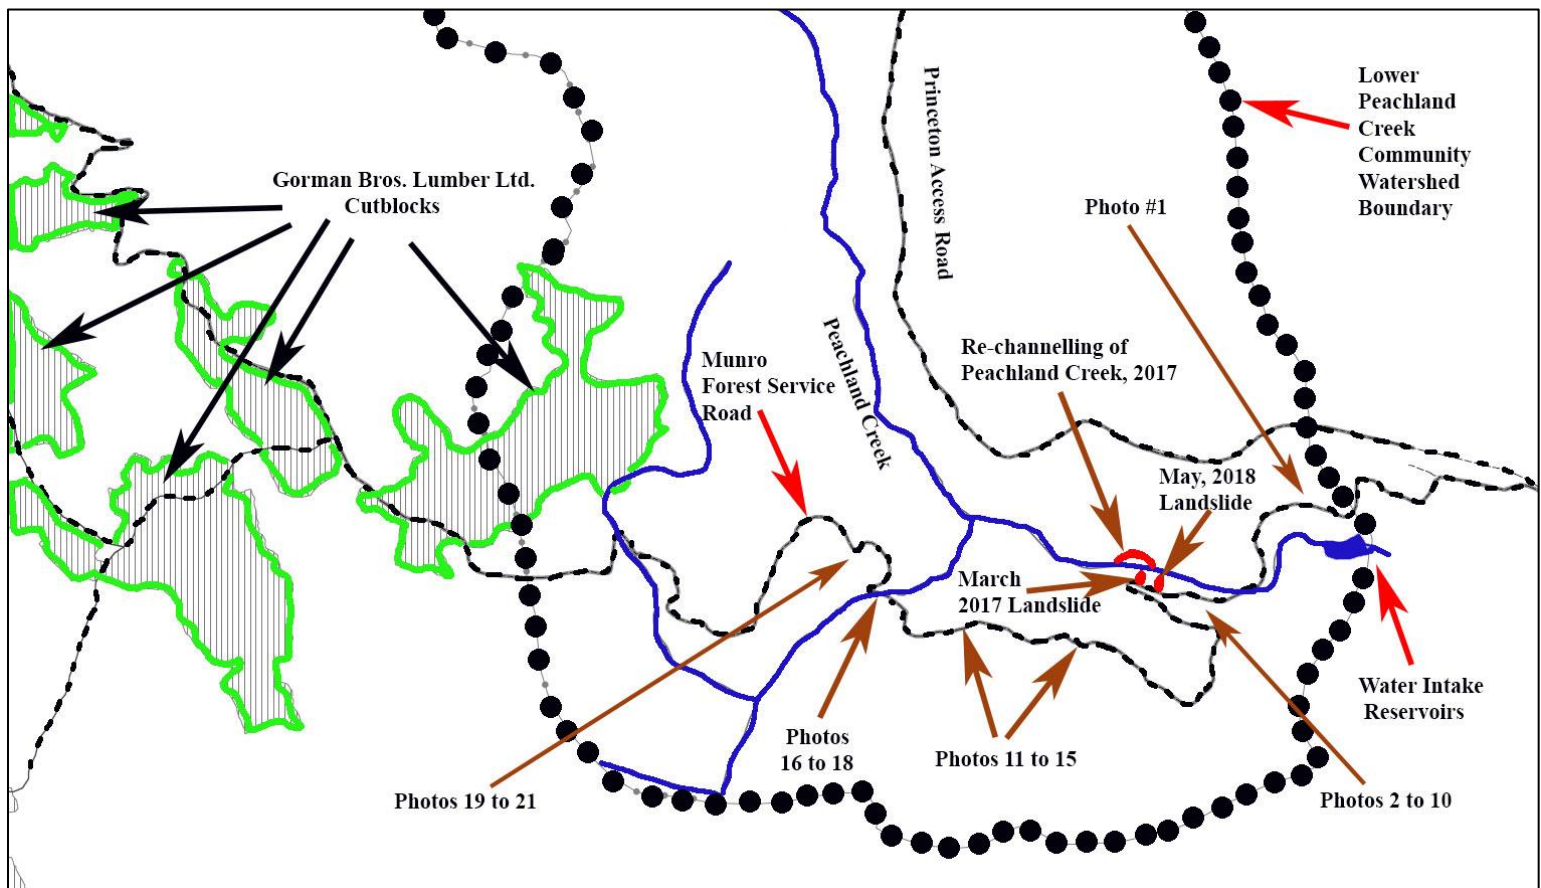 Lower
Peachland
Creek
Community
Watershed
Boundary
Princeton Access Road
Gorman Bros. Lumber Ltd.
Cutblocks
Photo #1
Peachland Creek
Re-channelling of
Peachland Creek, 2017
Munro
Forest Service
Road
May, 2018
Landslide
March
2017 Landslide
Water Intake
Reservoirs
Photos
16 to 18
Photos 11 to 15
Photos 19 to 21
Photos 2 to 10